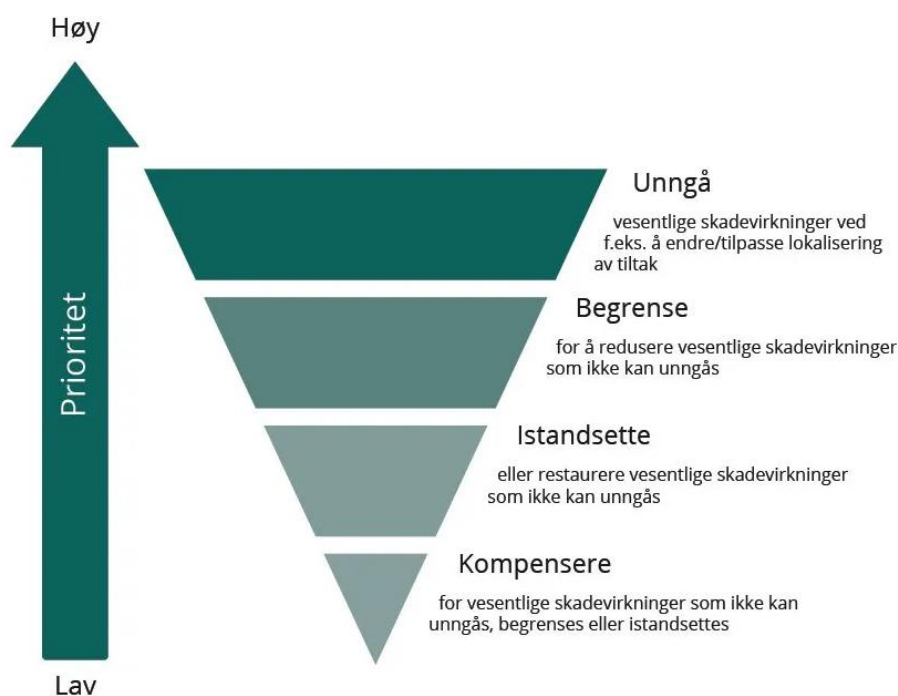 Høy
Prioritet
Unngå
vesentlige skadevirkninger ved
f.eks. å endre/tilpasse lokalisering
av tiltak
Begrense
for å redusere vesentlige skadevirkninger
som ikke kan unngås
Istandsette
eller restaurere vesentlige skadevirkninger
som ikke kan unngås
Kompensere
for vesentlige skadevirkninger som ikke kan
unngås, begrenses eller istandsettes
Lav